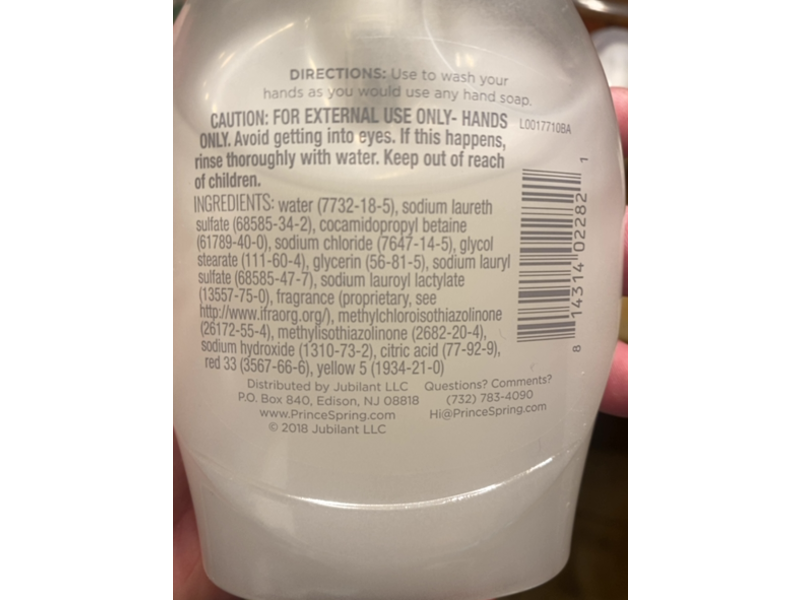 DIRECTIONS: Use to wash your
hands as you would use any hand soap.
CAUTION: FOR EXTERNAL USE ONLY- HANDS
ONLY. Avoid getting into eyes. If this happens,
rinse thoroughly with water. Keep out of reach
of children.
L0017710BA
INGREDIENTS: water (7732-18-5), sodium laureth
sulfate (68585-34-2), cocamidopropyl betaine
(61789-40-0), sodium chloride (7647-14-5), glycol
stearate (111-60-4), glycerin (56-81-5), sodium lauryl
sulfate (68585-47-7), sodium lauroyl lactylate
(13557-75-0), fragrance (proprietary, see
http://www.ifraorg.org/), methylchloroisothiazolinone
(26172-55-4), methylisothiazolinone (2682-20-4),
sodium hydroxide (1310-73-2), citric acid (77-92-9),
red 33 (3567-66-6), yellow 5 (1934-21-0)
8 14314 02282 1
Distributed by Jubilant LLC
P.O. Box 840, Edison, NJ 08818
www.PrinceSpring.com
© 2018 Jubilant LLC
Questions? Comments?
(732) 783-4090
Hi@PrinceSpring.com